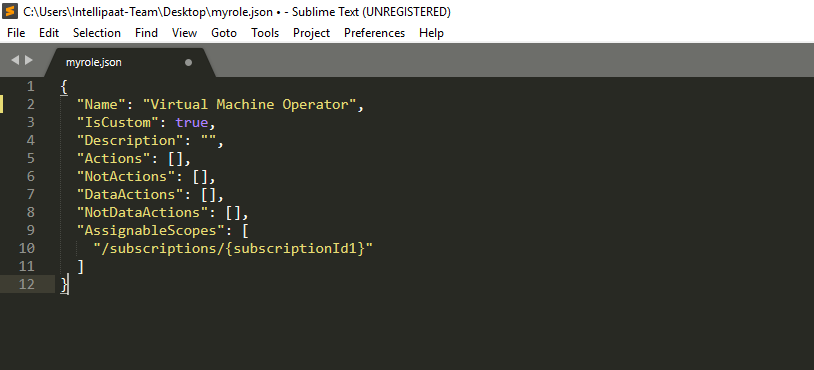 C:\Users\Intellipaat-Team\Desktop\myrole.json • - Sublime Text (UNREGISTERED)
File Edit Selection Find View Goto Tools Project Preferences Help
myrole.json
1 {
2 "Name": "Virtual Machine Operator",
3 "IsCustom": true,
4 "Description": "",
5 "Actions": [],
6 "NotActions": [],
7 "DataActions": [],
8 "NotDataActions": [],
9 "AssignableScopes": [
10 "/subscriptions/{subscriptionId1}"
11 ]
12 }